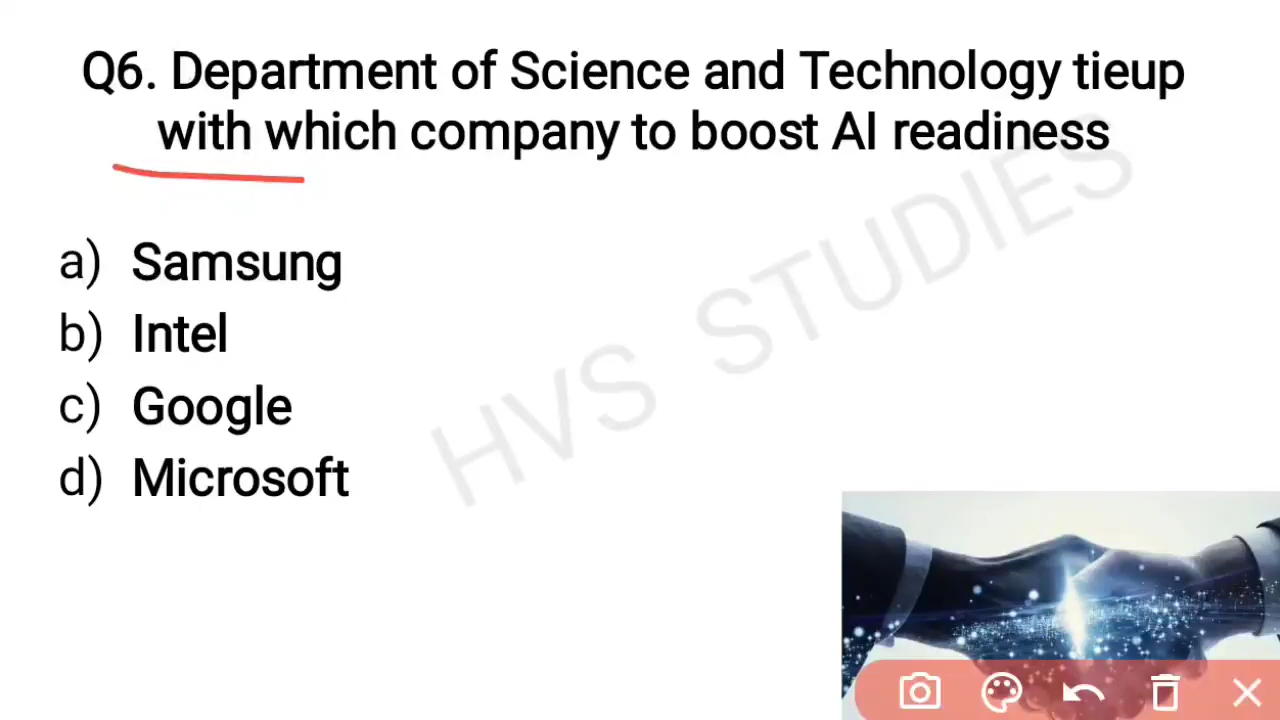 Q6. Department of Science and Technology tieup
with which company to boost AI readiness
a) Samsung
b) Intel
c) Google
d) Microsoft
HVS STUDIES